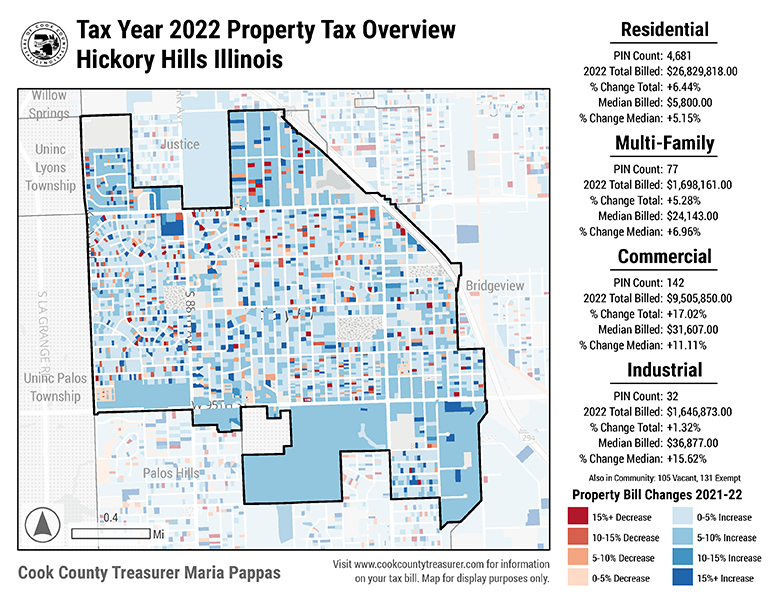 Tax Year 2022 Property Tax Overview
Hickory Hills Illinois
Willow
Springs
Justice
Uninc
Lyons
Township
Bridgeview
S LA GRANGE R
S 88
Uninc Palos
Township
W 95th S
Palos Hills
294
0.4
Mi
Cook County Treasurer Maria Pappas
Visit www.cookcountytreasurer.com for information
on your tax bill. Map for display purposes only.
Residential
PIN Count: 4,681
2022 Total Billed: $26,829,818.00
% Change Total: +6.44%
Median Billed: $5,800.00
% Change Median: +5.15%
Multi-Family
PIN Count: 77
2022 Total Billed: $1,698,161.00
% Change Total: +5.28%
Median Billed: $24,143.00
% Change Median: +6.96%
Commercial
PIN Count: 142
2022 Total Billed: $9,505,850.00
% Change Total: +17.02%
Median Billed: $31,607.00
% Change Median: +11.11%
Industrial
PIN Count: 32
2022 Total Billed: $1,646,873.00
% Change Total: +1.32%
Median Billed: $36,877.00
% Change Median: +15.62%
Also in Community: 105 Vacant, 131 Exempt
Property Bill Changes 2021-22
15%+ Decrease
10-15% Decrease
5-10% Decrease
0-5% Decrease
0-5% Increase
5-10% Increase
10-15% Increase
15%+ Increase